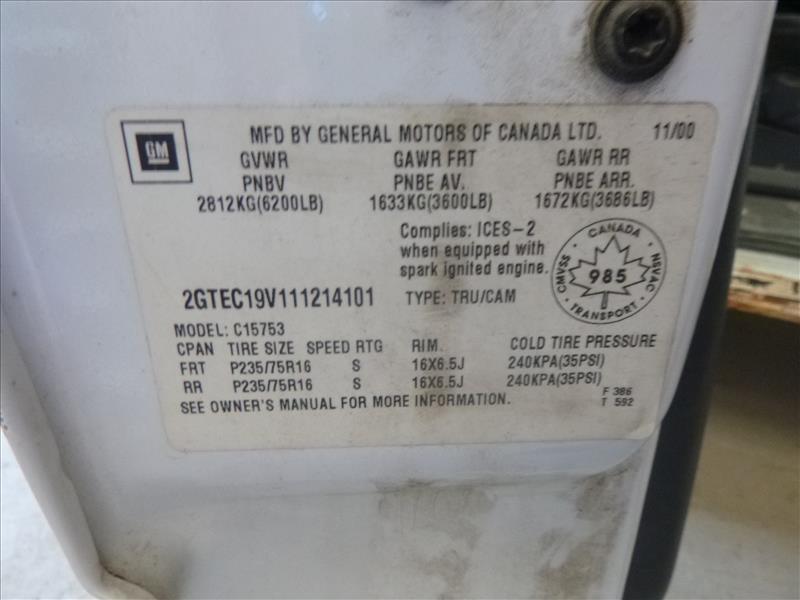 GM
MFD BY GENERAL MOTORS OF CANADA LTD. 11/00
GVWR GAWR FRT GAWR RR
PNBV PNBE AV. PNBE ARR.
2812KG(6200LB) 1633KG(3600LB) 1672KG(3686LB)
Complies: ICES-2
when equipped with
spark ignited engine.
CANADA
CMVSS 985 NSVAC
TRANSPORT
2GTEC19V111214101 TYPE: TRU/CAM
MODEL: C15753
CPAN TIRE SIZE SPEED RTG RIM. COLD TIRE PRESSURE
FRT P235/75R16 S 16X6.5J 240KPA(35PSI)
RR P235/75R16 S 16X6.5J 240KPA(35PSI)
SEE OWNER'S MANUAL FOR MORE INFORMATION.
F 386
T 592